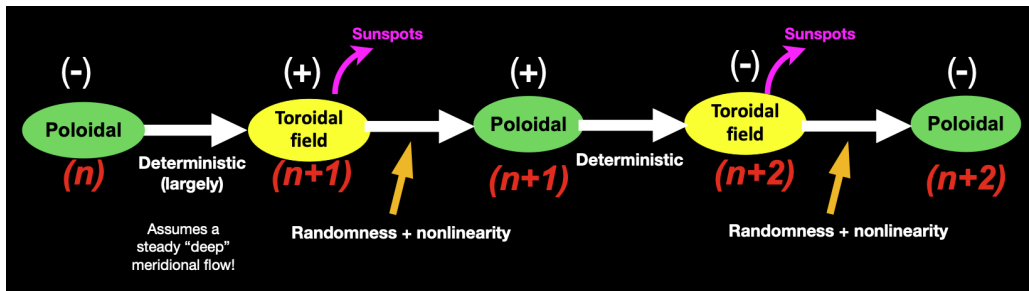 Sunspots
Sunspots
(-)
(+)
(+)
(-)
(-)
Poloidal
Toroidal
field
Poloidal
Toroidal
field
Poloidal
(n)
Deterministic
(largely)
(n+1)
(n+1)
Deterministic
(n+2)
(n+2)
Assumes a
steady “deep”
meridional flow!
Randomness + nonlinearity
Randomness + nonlinearity